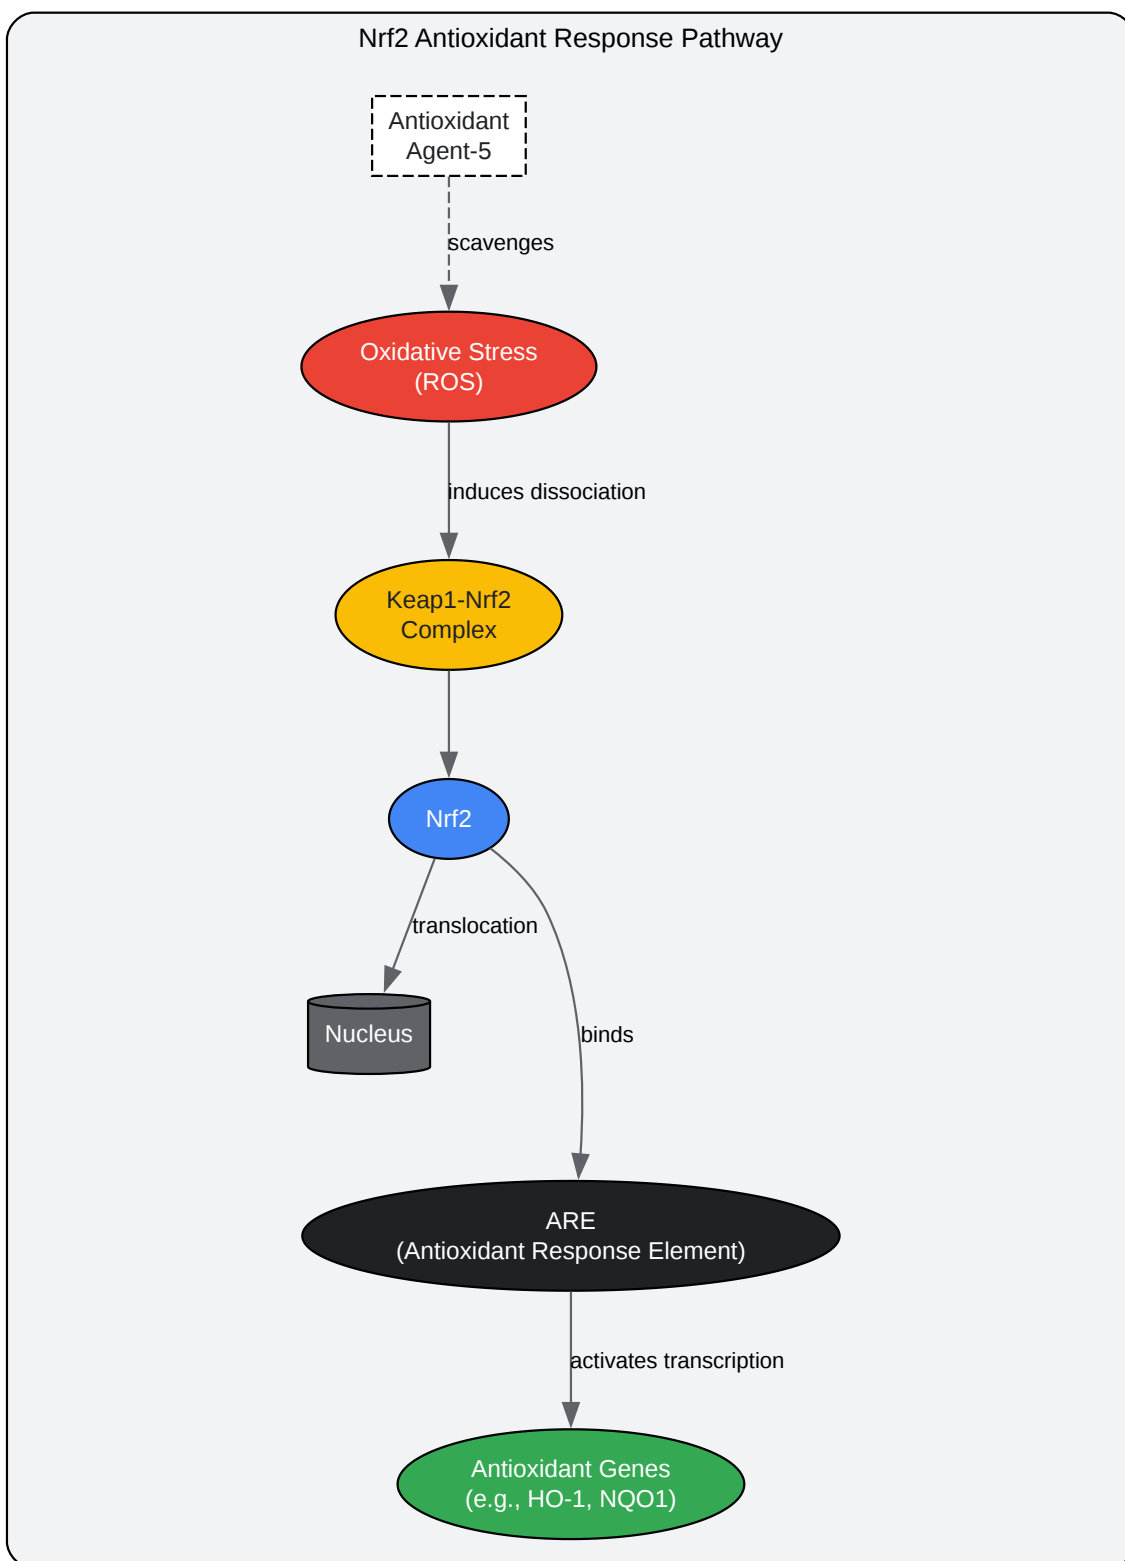 Nrf2 Antioxidant Response Pathway
Antioxidant
Agent-5
scavenges
Oxidative Stress
(ROS)
induces dissociation
Keap1-Nrf2
Complex
Nrf2
translocation
Nucleus
binds
ARE
(Antioxidant Response Element)
activates transcription
Antioxidant Genes
(e.g., HO-1, NQO1)